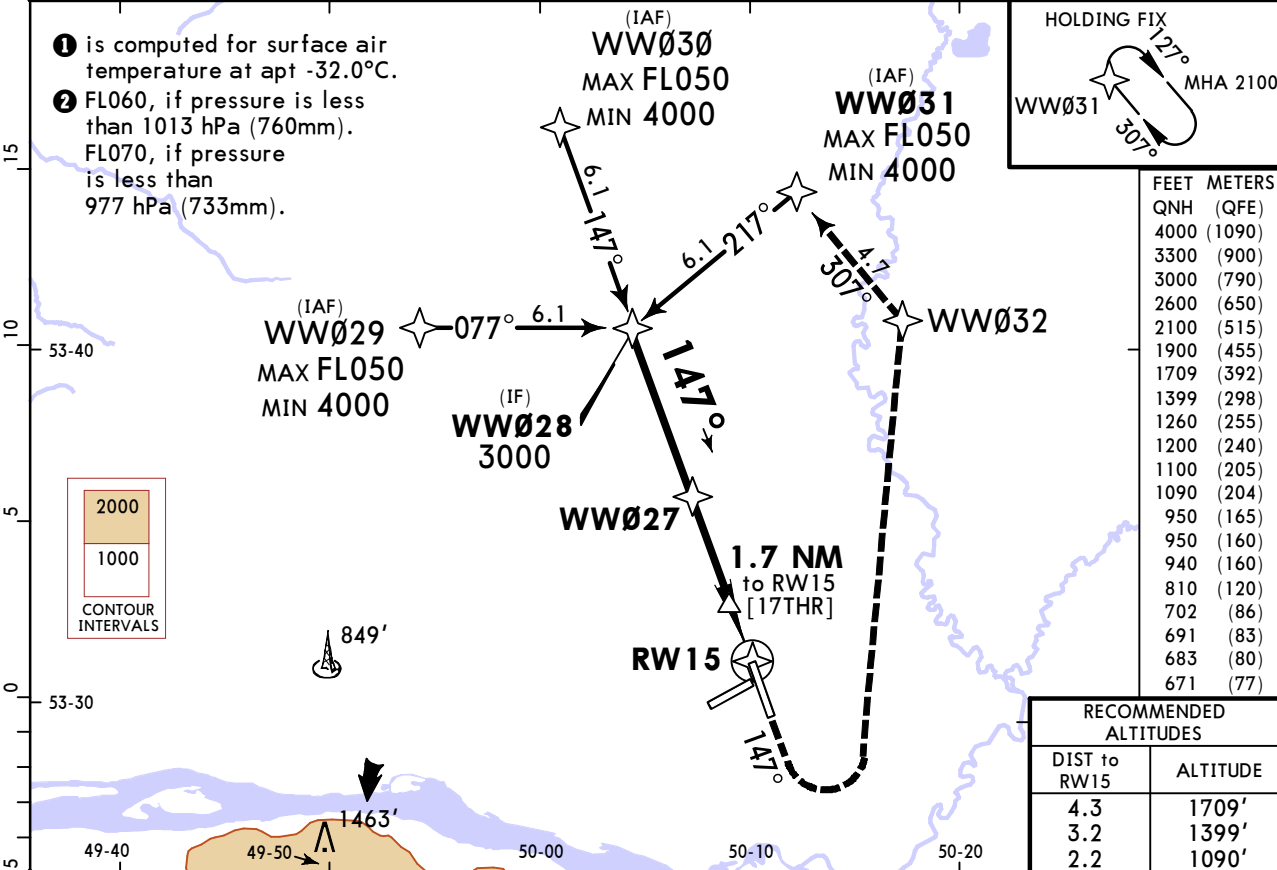 ❶ is computed for surface air
temperature at apt -32.0°C.
❷ FL060, if pressure is less
than 1013 hPa (760mm).
FL070, if pressure
is less than
977 hPa (733mm).
(IAF)
WWØ3Ø
MAX FL050
MIN 4000
(IAF)
WWØ31
MAX FL050
MIN 4000
HOLDING FIX
127°
MHA 2100
WWØ31
307°
15
6.1
147°
6.1
217°
4.7
307°
(IAF)
WWØ29
MAX FL050
MIN 4000
077°
6.1
WWØ32
10
53-40
(IF)
WWØ28
3000
147°
5
WWØ27
1.7 NM
to RW15
[17THR]
2000
1000
CONTOUR
INTERVALS
849'
RW15
0
53-30
147°
1463'
5
49-40
49-50
50-00
50-10
50-20
FEET METERS
QNH (QFE)
4000 (1090)
3300 (900)
3000 (790)
2600 (650)
2100 (515)
1900 (455)
1709 (392)
1399 (298)
1260 (255)
1200 (240)
1100 (205)
1090 (204)
950 (165)
950 (160)
940 (160)
810 (120)
702 (86)
691 (83)
683 (80)
671 (77)
RECOMMENDED
ALTITUDES
DIST to
RW15
ALTITUDE
4.3 1709'
3.2 1399'
2.2 1090'